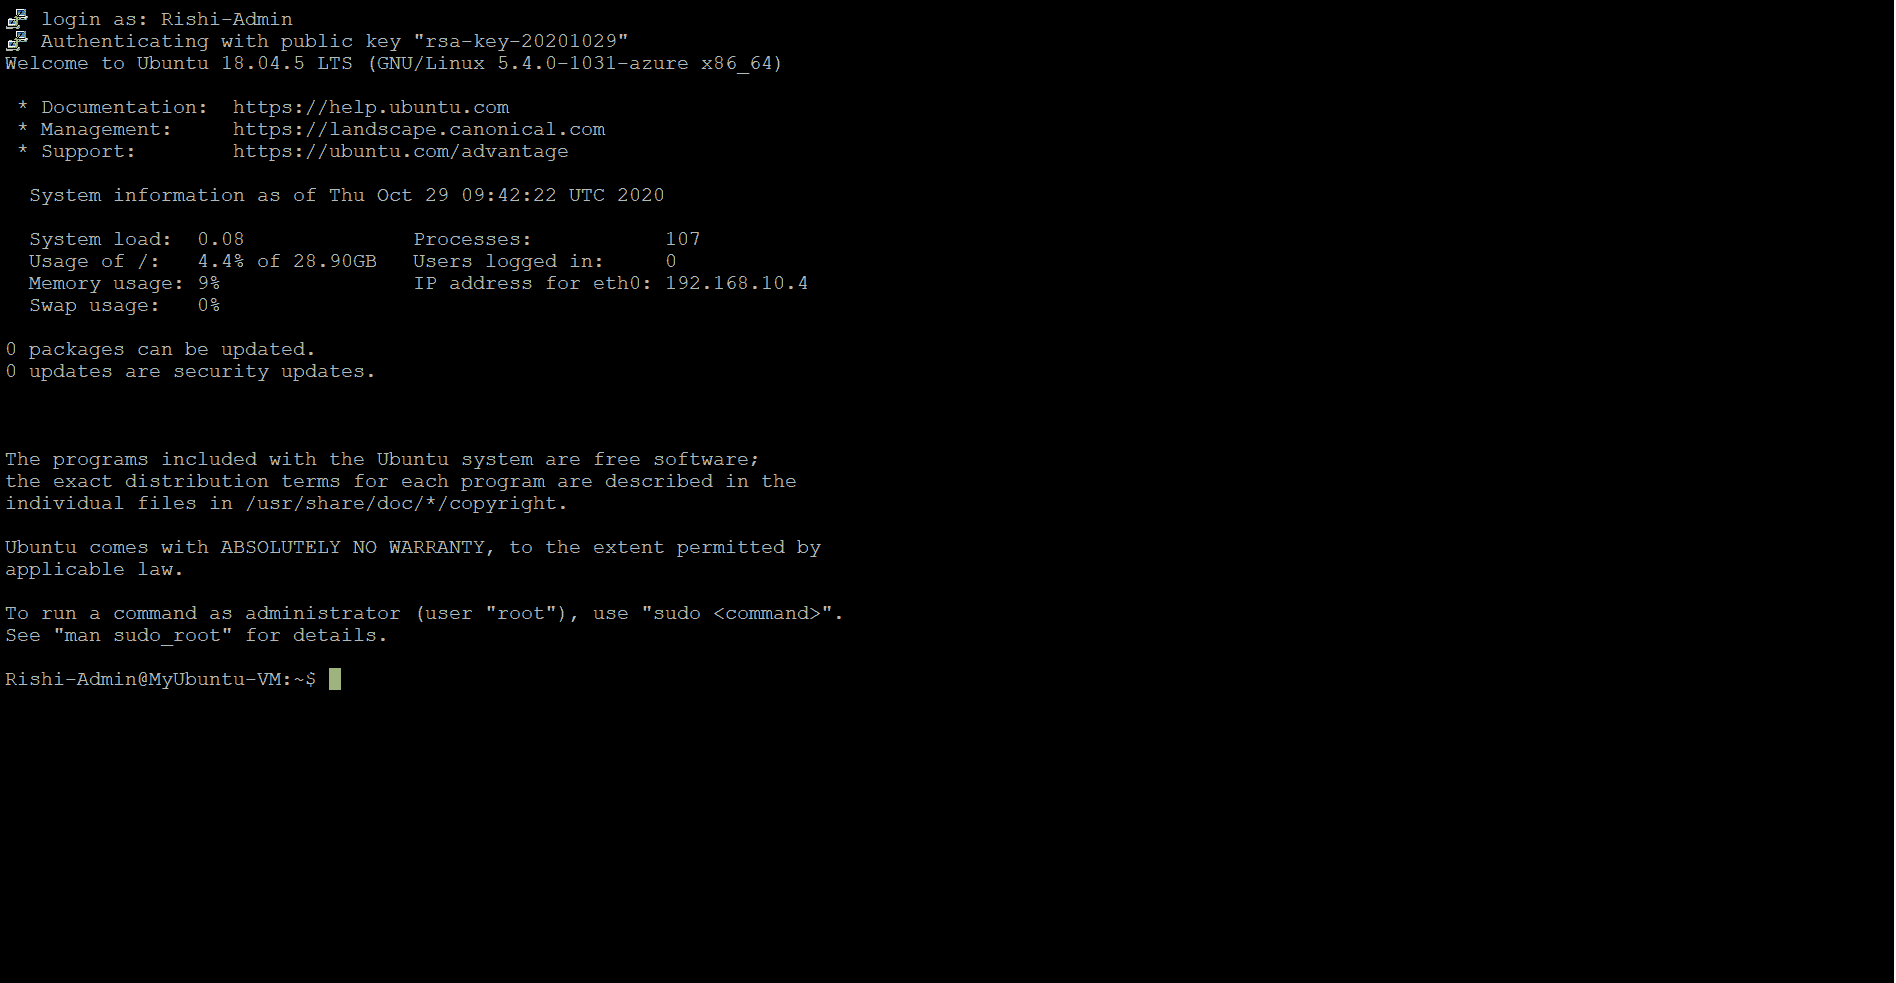 login as: Rishi-Admin
Authenticating with public key "rsa-key-20201029"
Welcome to Ubuntu 18.04.5 LTS (GNU/Linux 5.4.0-1031-azure x86_64)
* Documentation:  https://help.ubuntu.com
* Management:     https://landscape.canonical.com
* Support:        https://ubuntu.com/advantage
System information as of Thu Oct 29 09:42:22 UTC 2020
System load:  0.08              Processes:           107
Usage of /:   4.4% of 28.90GB   Users logged in:     0
Memory usage: 9%                IP address for eth0: 192.168.10.4
Swap usage:   0%
0 packages can be updated.
0 updates are security updates.
The programs included with the Ubuntu system are free software;
the exact distribution terms for each program are described in the
individual files in /usr/share/doc/*/copyright.
Ubuntu comes with ABSOLUTELY NO WARRANTY, to the extent permitted by
applicable law.
To run a command as administrator (user "root"), use "sudo <command>".
See "man sudo_root" for details.
Rishi-Admin@MyUbuntu-VM:~$